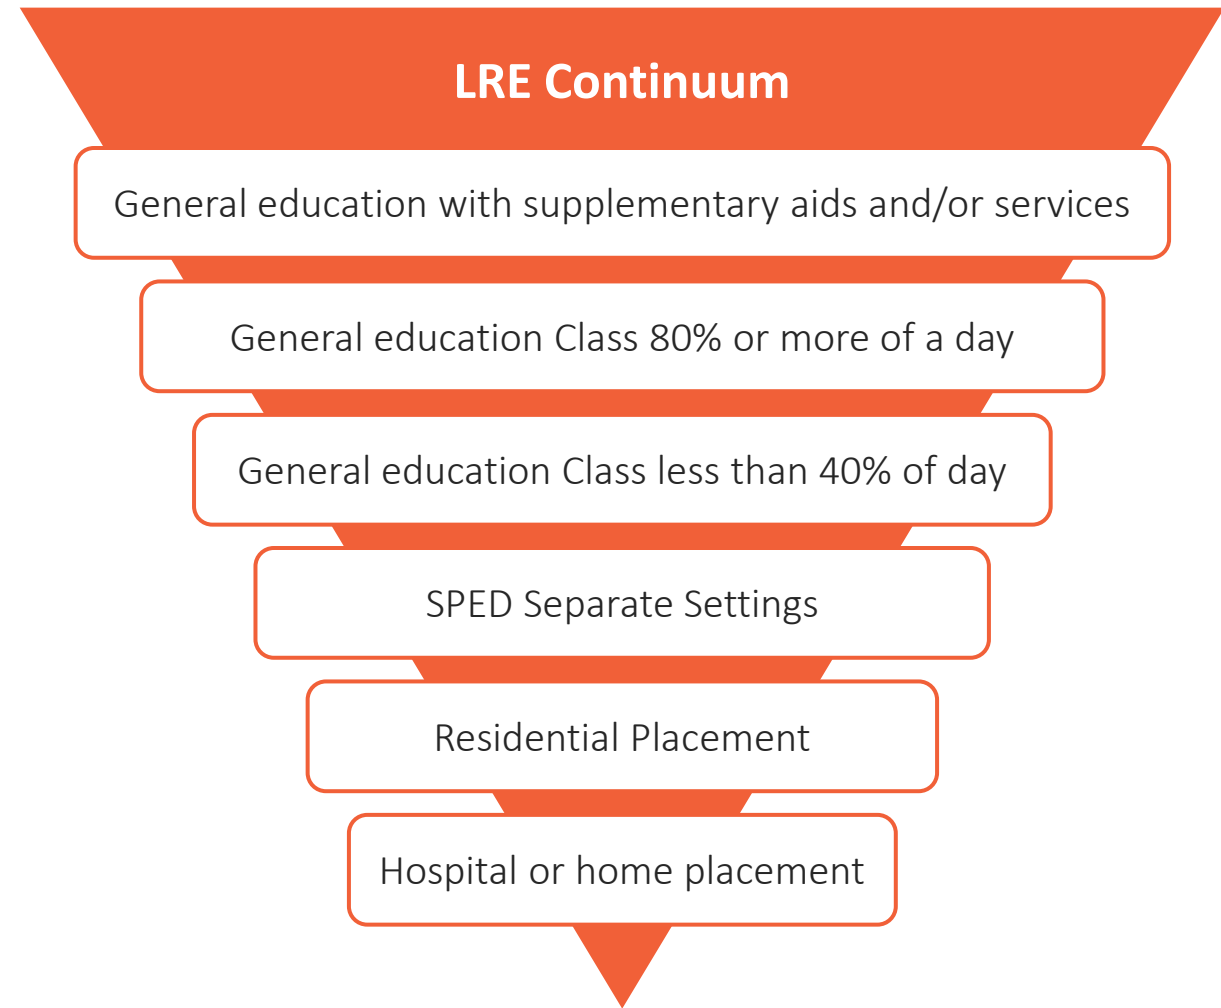 LRE Continuum
General education with supplementary aids and/or services
General education Class 80% or more of a day
General education Class less than 40% of day
SPED Separate Settings
Residential Placement
Hospital or home placement